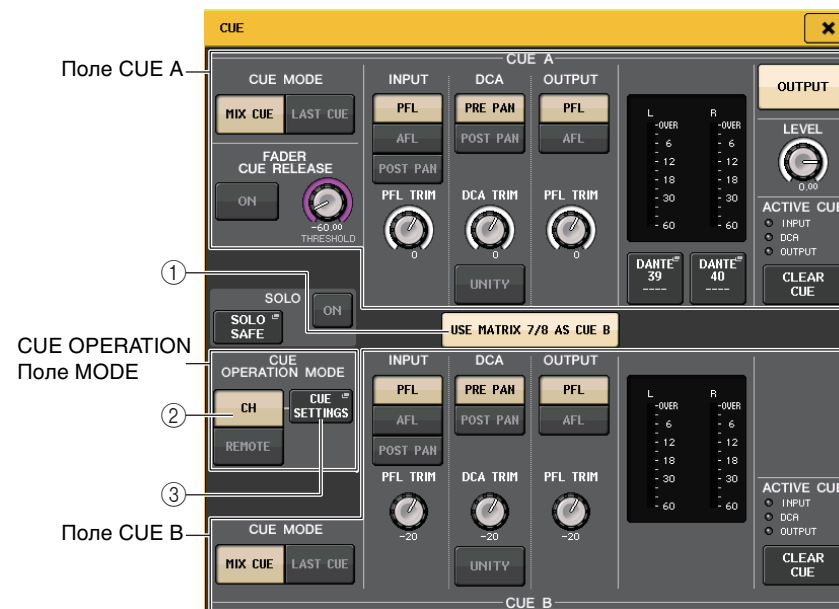 CUE
CUE A
Поле CUE A
CUE MODE
INPUT
DCA
OUTPUT
OUTPUT
MIX CUE
LAST CUE
PFL
PRE PAN
PFL
AFL
POST PAN
AFL
POST PAN
L
R
-OVER
-OVER
- 6
- 6
- 12
- 12
- 18
- 18
- 30
- 30
- 60
- 60
LEVEL
0.00
FADER
CUE RELEASE
ON
-60.00
THRESHOLD
PFL TRIM
DCA TRIM
PFL TRIM
0
0
0
UNITY
DANTE
39
----
DANTE
40
----
ACTIVE CUE
INPUT
DCA
OUTPUT
CLEAR
CUE
1
SOLO
SOLO
SAFE
ON
USE MATRIX 7/8 AS CUE B
CUE OPERATION
Поле MODE
CUE
OPERATION MODE
2
CH
CUE
SETTINGS
REMOTE
3
INPUT
DCA
OUTPUT
PFL
PRE PAN
PFL
AFL
POST PAN
AFL
POST PAN
L
R
-OVER
-OVER
- 6
- 6
- 12
- 12
- 18
- 18
- 30
- 30
- 60
- 60
PFL TRIM
DCA TRIM
PFL TRIM
-20
-20
-20
UNITY
ACTIVE CUE
INPUT
DCA
OUTPUT
CLEAR
CUE
Поле CUE B
CUE MODE
MIX CUE
LAST CUE
CUE B